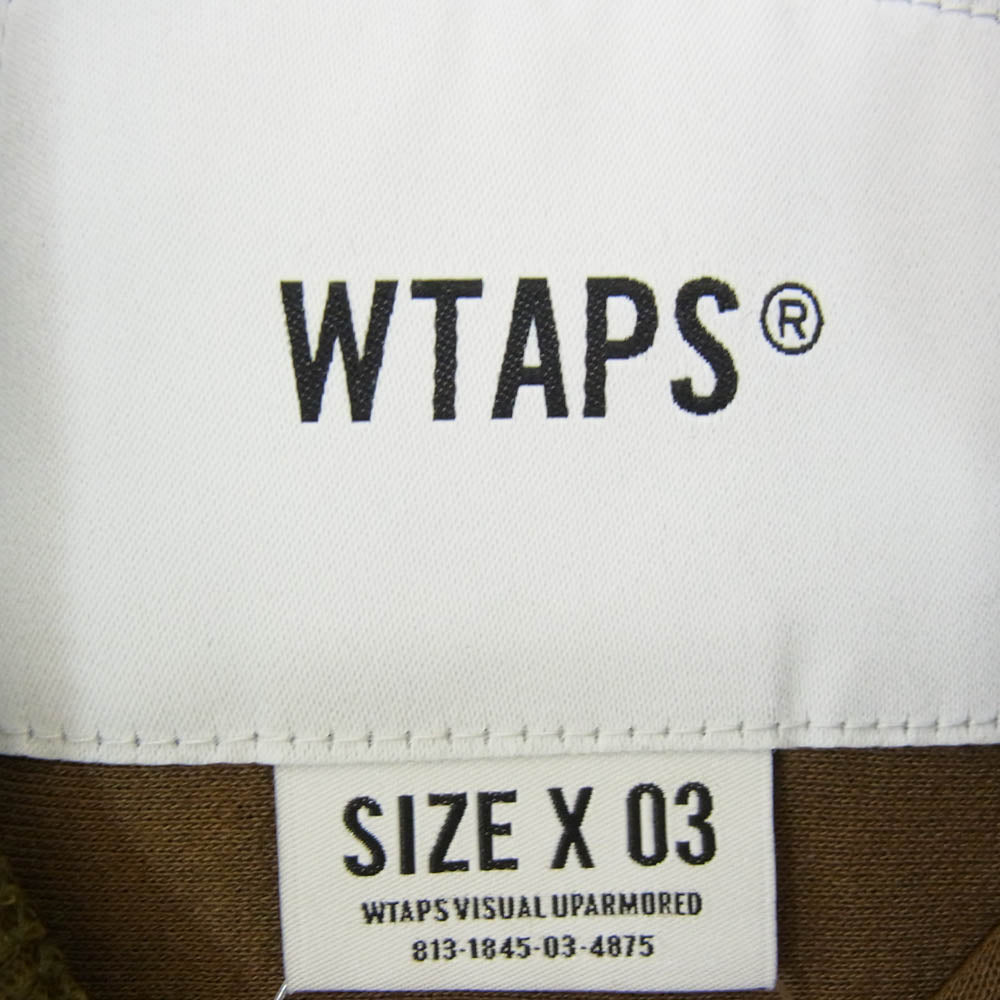 WTAPS®
SIZE X 03
WTAPS VISUAL UPARMORED
813-1845-03-4875